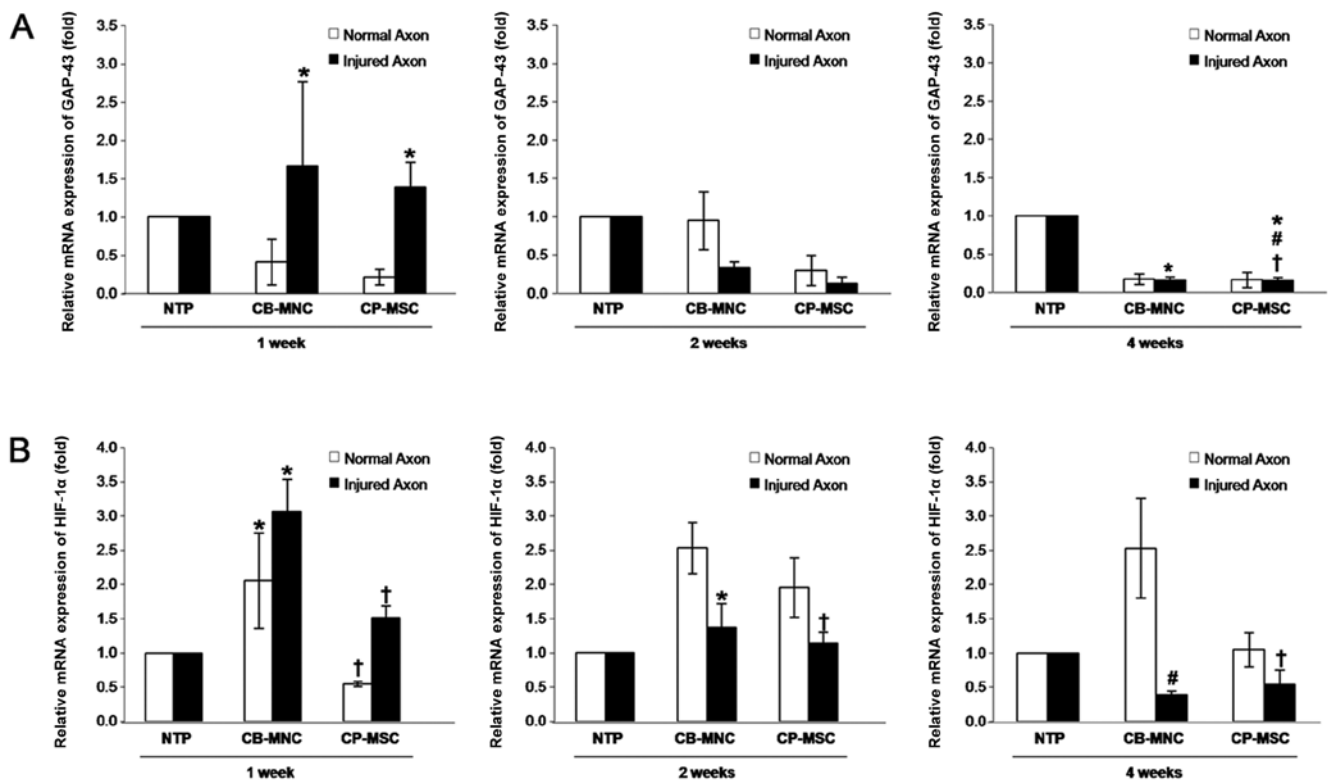 A
Relative mRNA expression of GAP-43 (fold)
3.5
3.0
2.5
2.0
1.5
1.0
0.5
0.0
Normal Axon
Injured Axon
*
*
NTP CB-MNC CP-MSC
1 week
Relative mRNA expression of GAP-43 (fold)
3.5
3.0
2.5
2.0
1.5
1.0
0.5
0.0
Normal Axon
Injured Axon
NTP CB-MNC CP-MSC
2 weeks
Relative mRNA expression of GAP-43 (fold)
3.5
3.0
2.5
2.0
1.5
1.0
0.5
0.0
Normal Axon
Injured Axon
*
*
#
†
NTP CB-MNC CP-MSC
4 weeks
B
Relative mRNA expression of HIF-1α (fold)
4.0
3.5
3.0
2.5
2.0
1.5
1.0
0.5
0.0
Normal Axon
Injured Axon
*
*
†
†
NTP CB-MNC CP-MSC
1 week
Relative mRNA expression of HIF-1α (fold)
4.0
3.5
3.0
2.5
2.0
1.5
1.0
0.5
0.0
Normal Axon
Injured Axon
*
†
NTP CB-MNC CP-MSC
2 weeks
Relative mRNA expression of HIF-1α (fold)
4.0
3.5
3.0
2.5
2.0
1.5
1.0
0.5
0.0
Normal Axon
Injured Axon
#
†
NTP CB-MNC CP-MSC
4 weeks